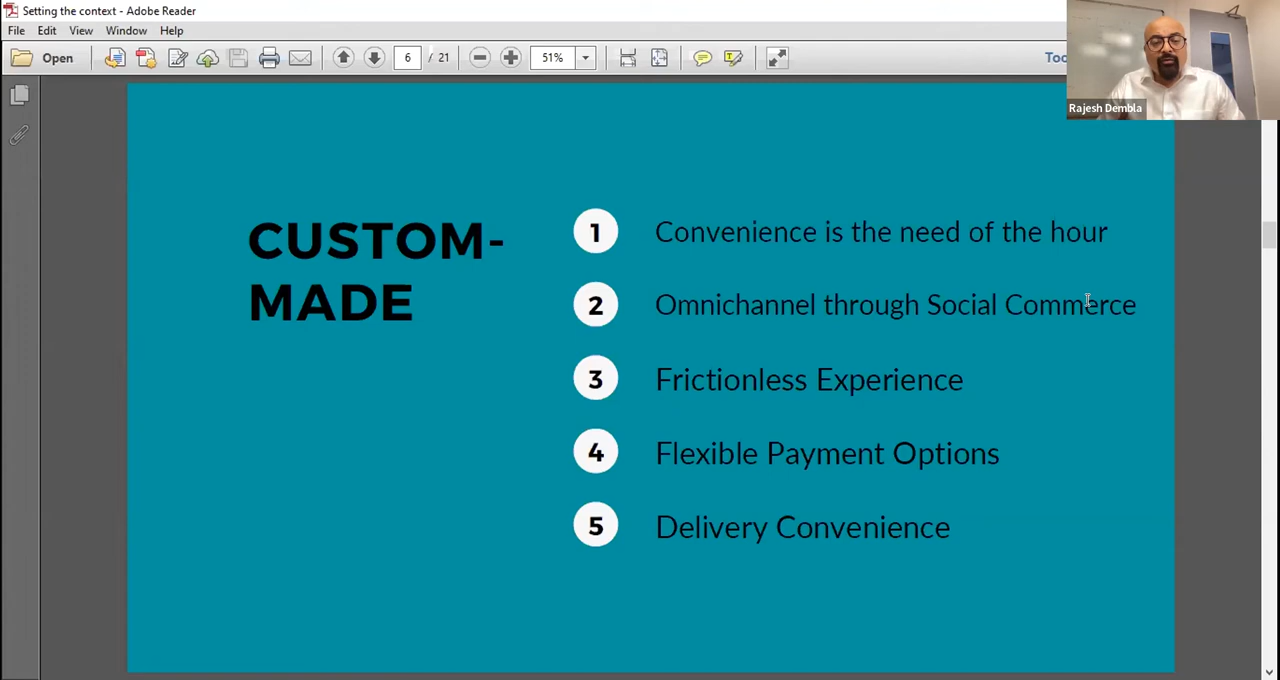 Setting the context - Adobe Reader
File Edit View Window Help
Open 6 / 21 51% Too
Rajesh Dembla
CUSTOM-
MADE
1 Convenience is the need of the hour
2 Omnichannel through Social Commerce
3 Frictionless Experience
4 Flexible Payment Options
5 Delivery Convenience